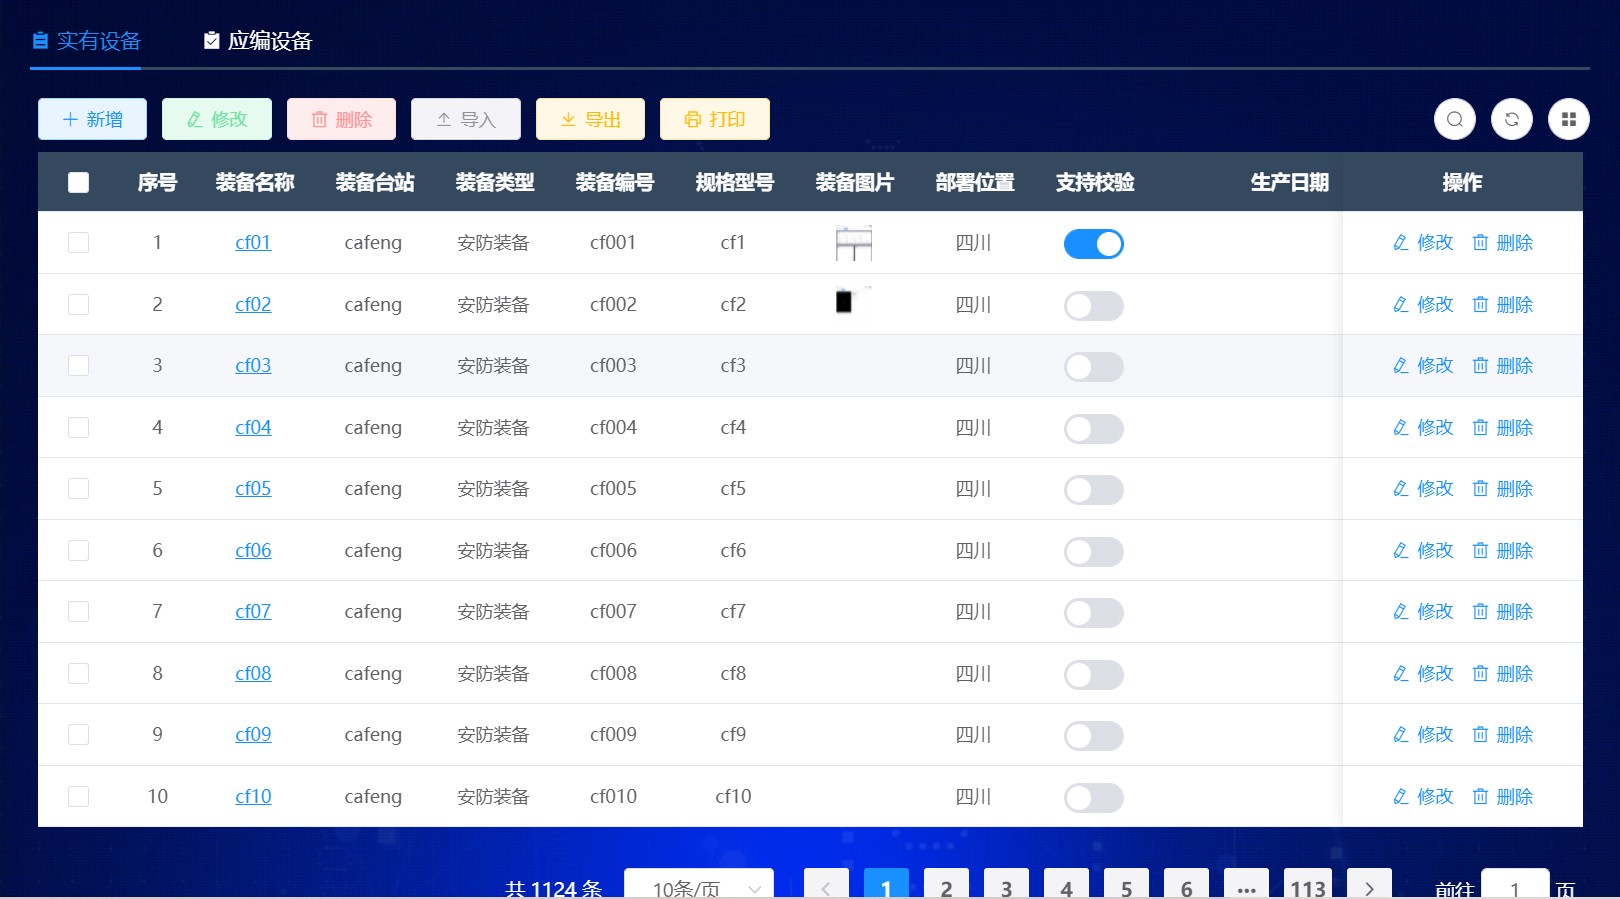 实有设备 应编设备
新增 修改 删除 导入 导出 打印
序号 装备名称 装备台站 装备类型 装备编号 规格型号 装备图片 部署位置 支持校验 生产日期 操作
1 cf01 cafeng 安防装备 cf001 cf1 四川 修改 删除
2 cf02 cafeng 安防装备 cf002 cf2 四川 修改 删除
3 cf03 cafeng 安防装备 cf003 cf3 四川 修改 删除
4 cf04 cafeng 安防装备 cf004 cf4 四川 修改 删除
5 cf05 cafeng 安防装备 cf005 cf5 四川 修改 删除
6 cf06 cafeng 安防装备 cf006 cf6 四川 修改 删除
7 cf07 cafeng 安防装备 cf007 cf7 四川 修改 删除
8 cf08 cafeng 安防装备 cf008 cf8 四川 修改 删除
9 cf09 cafeng 安防装备 cf009 cf9 四川 修改 删除
10 cf10 cafeng 安防装备 cf010 cf10 四川 修改 删除
共 1124 条 10条/页 1 2 3 4 5 6 ... 113 前往 1 页